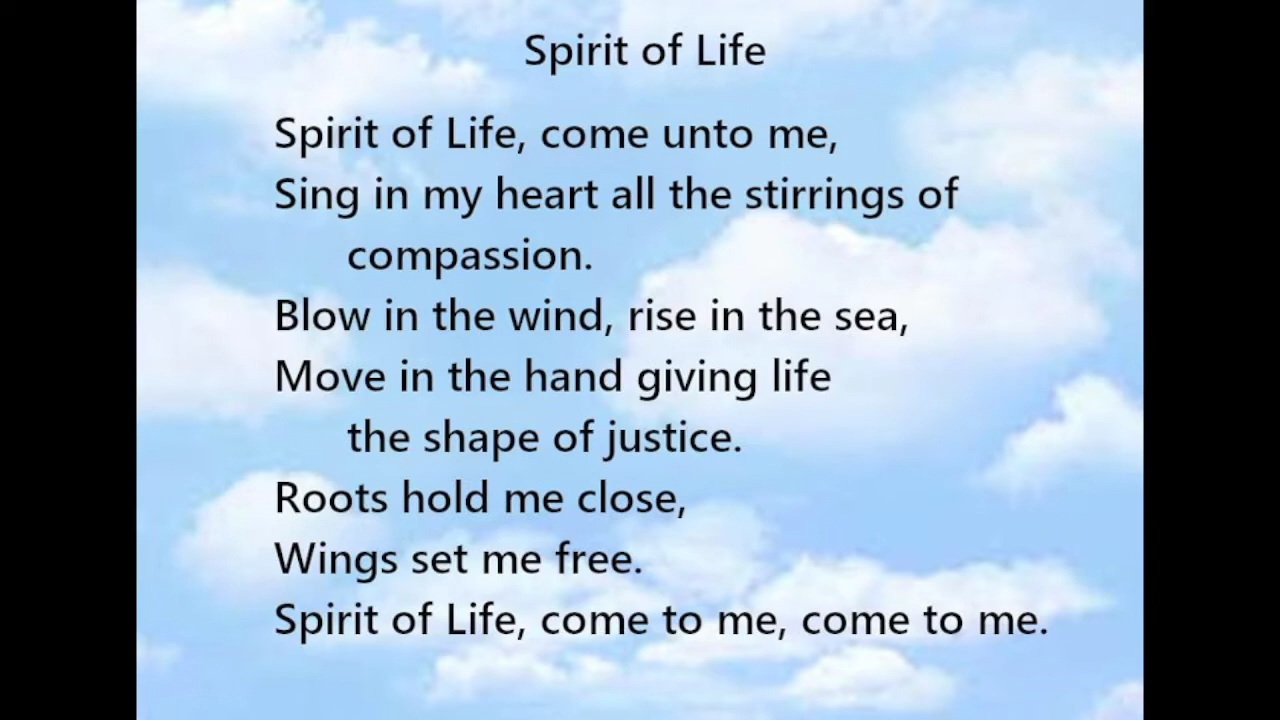 Spirit of Life
Spirit of Life, come unto me,
Sing in my heart all the stirrings of
compassion.
Blow in the wind, rise in the sea,
Move in the hand giving life
the shape of justice.
Roots hold me close,
Wings set me free.
Spirit of Life, come to me, come to me.